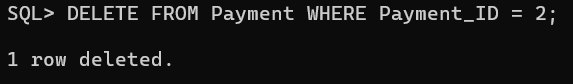 SQL> DELETE FROM Payment WHERE Payment_ID = 2;
1 row deleted.